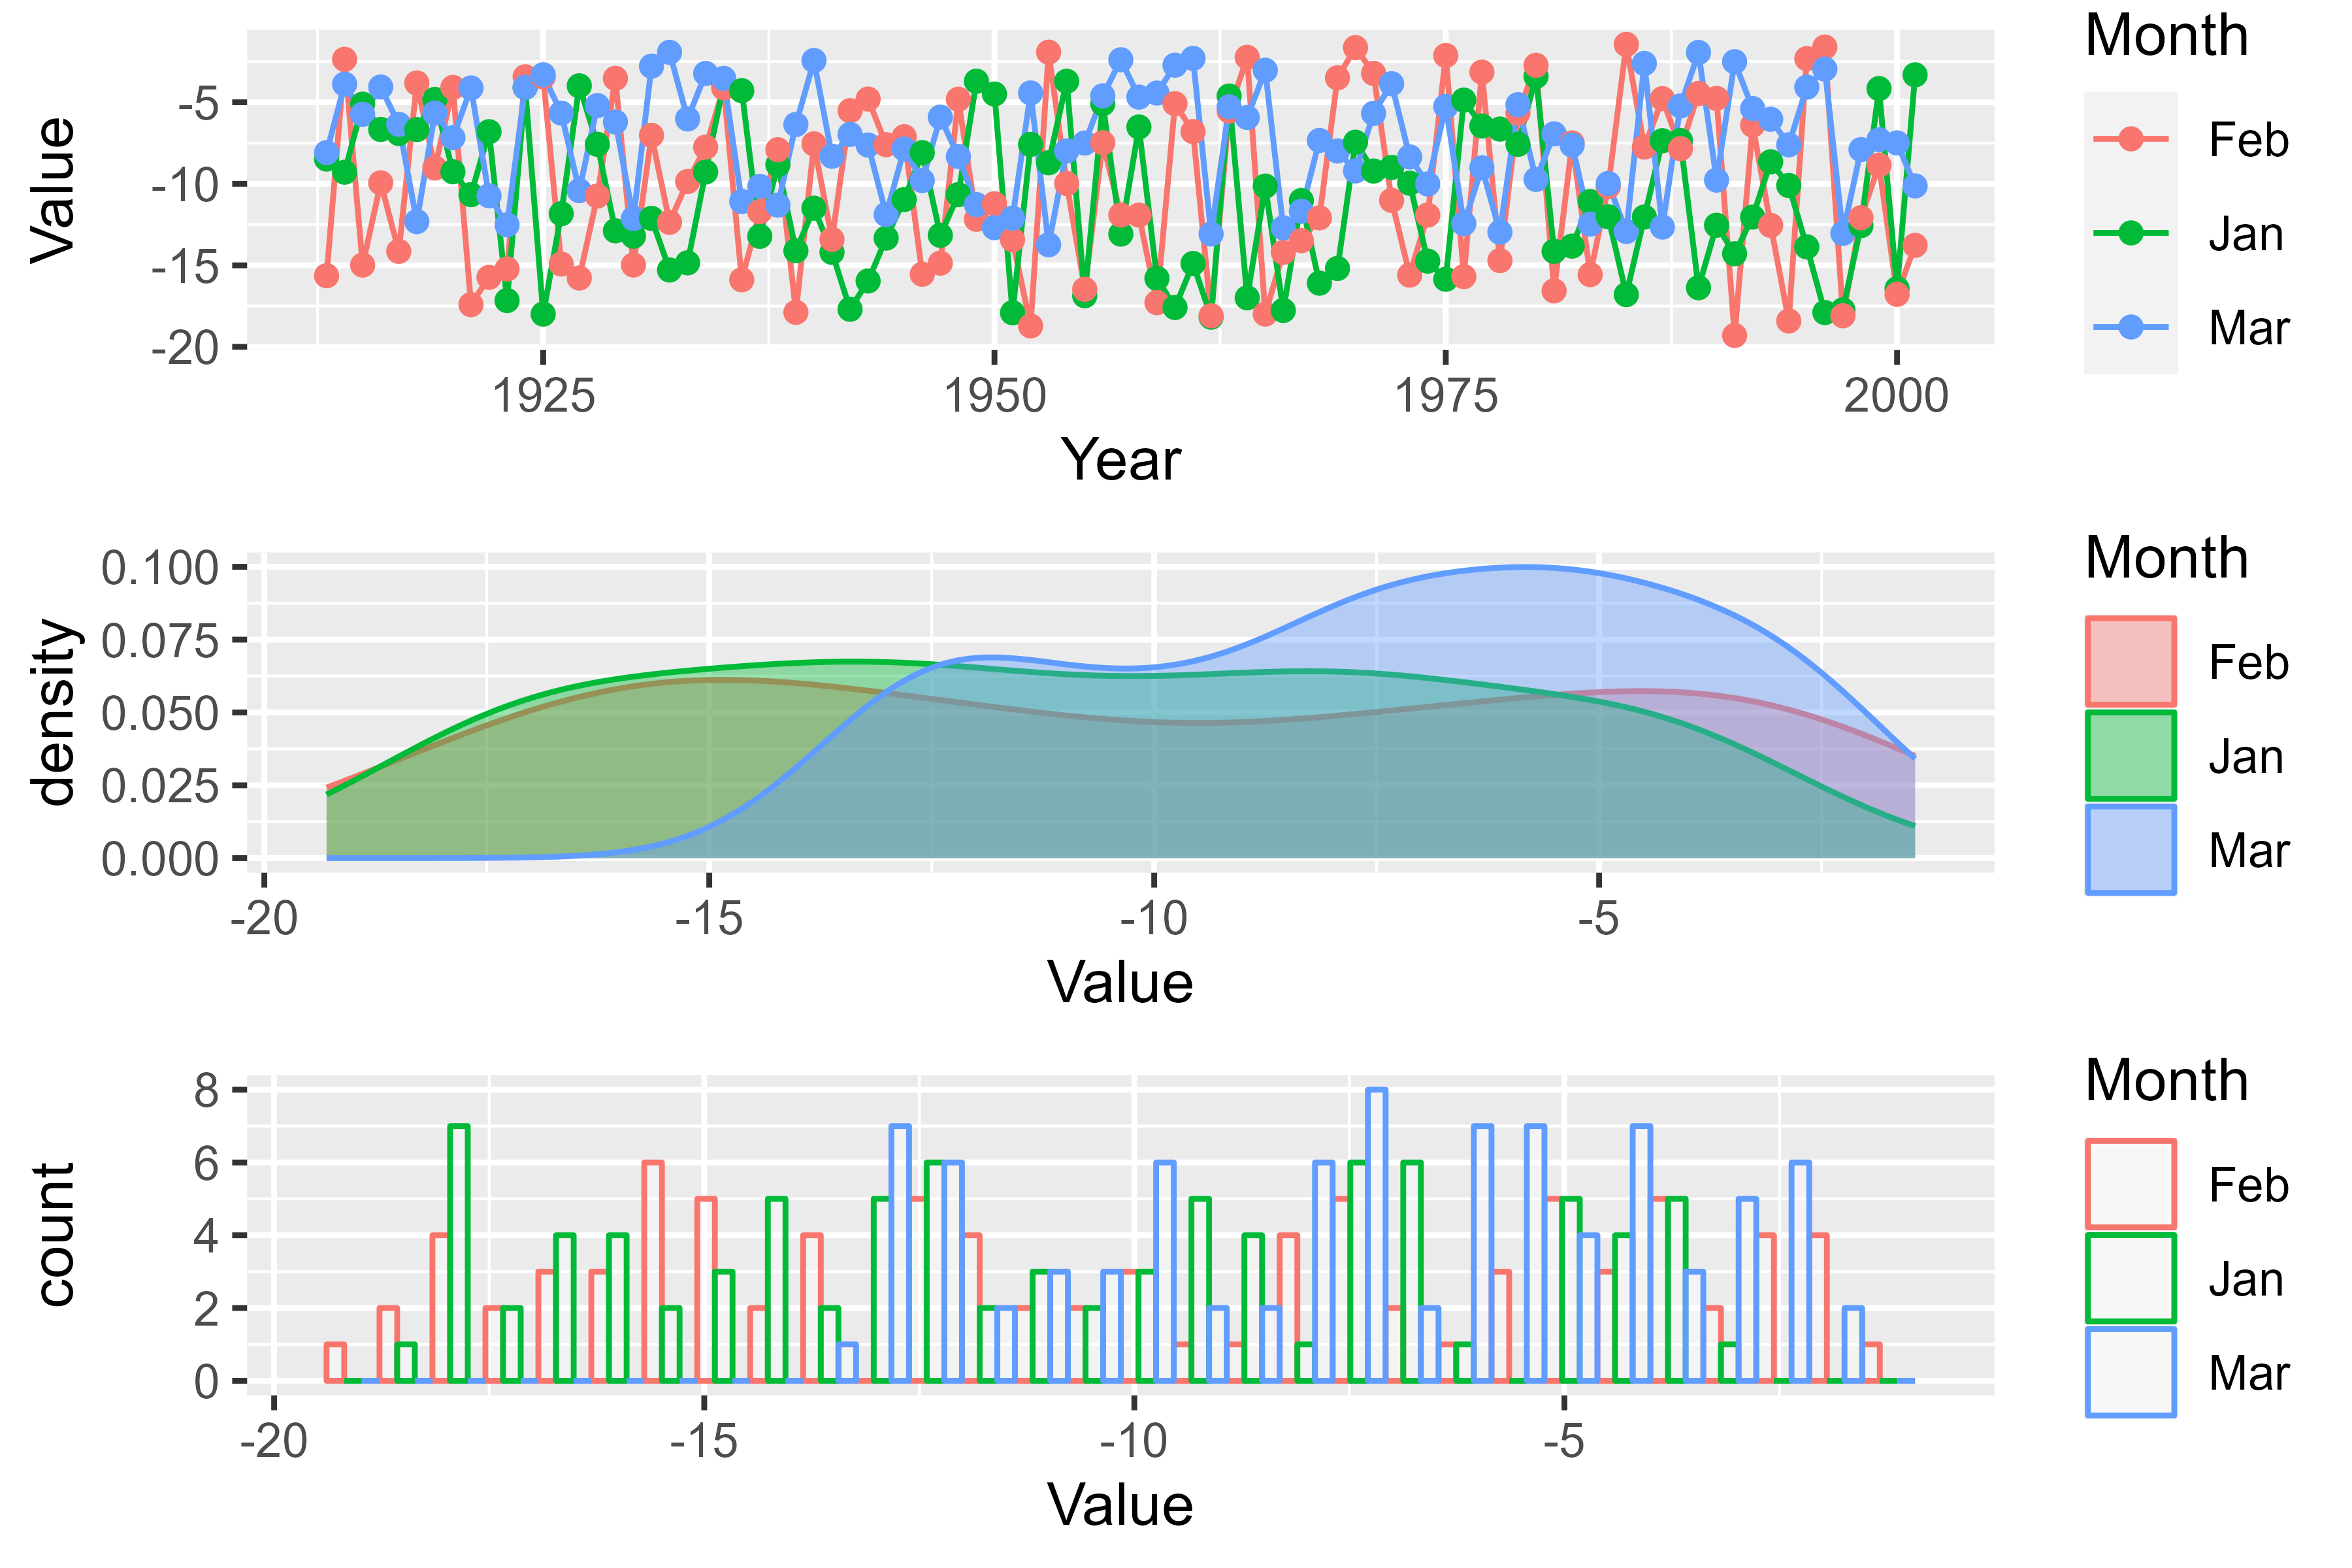 Value
-5
-10
-15
-20
1925 1950 1975 2000
Year
Month
Feb
Jan
Mar
density
0.100
0.075
0.050
0.025
0.000
-20 -15 -10 -5
Value
Month
Feb
Jan
Mar
count
8
6
4
2
0
-20 -15 -10 -5
Value
Month
Feb
Jan
Mar